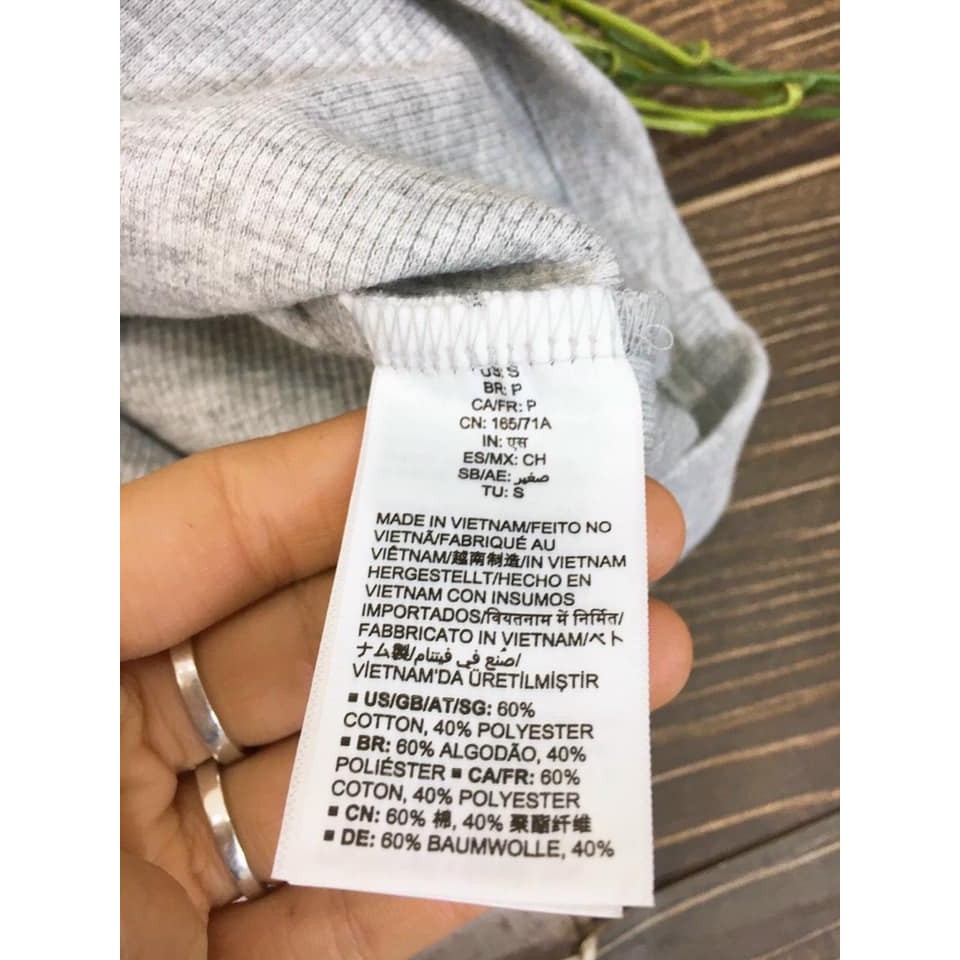 US: S
BR: P
CA/FR: P
CN: 165/71A
IN: एस
ES/MX: CH
SB/AE: صغير
TU: S
MADE IN VIETNAM/FEITO NO
VIETNÃ/FABRIQUÉ AU
VIÊTNAM/越南制造/IN VIETNAM
HERGESTELLT/HECHO EN
VIETNAM CON INSUMOS
IMPORTADOS/वियतनाम में निर्मित/
FABBRICATO IN VIETNAM/ベト
ナム製/صنع في فيتنام/
VİETNAM'DA ÜRETİLMİŞTİR
▪ US/GB/AT/SG: 60%
COTTON, 40% POLYESTER
▪ BR: 60% ALGODÃO, 40%
POLIÉSTER ▪ CA/FR: 60%
COTON, 40% POLYESTER
▪ CN: 60% 棉, 40% 聚酯纤维
▪ DE: 60% BAUMWOLLE, 40%